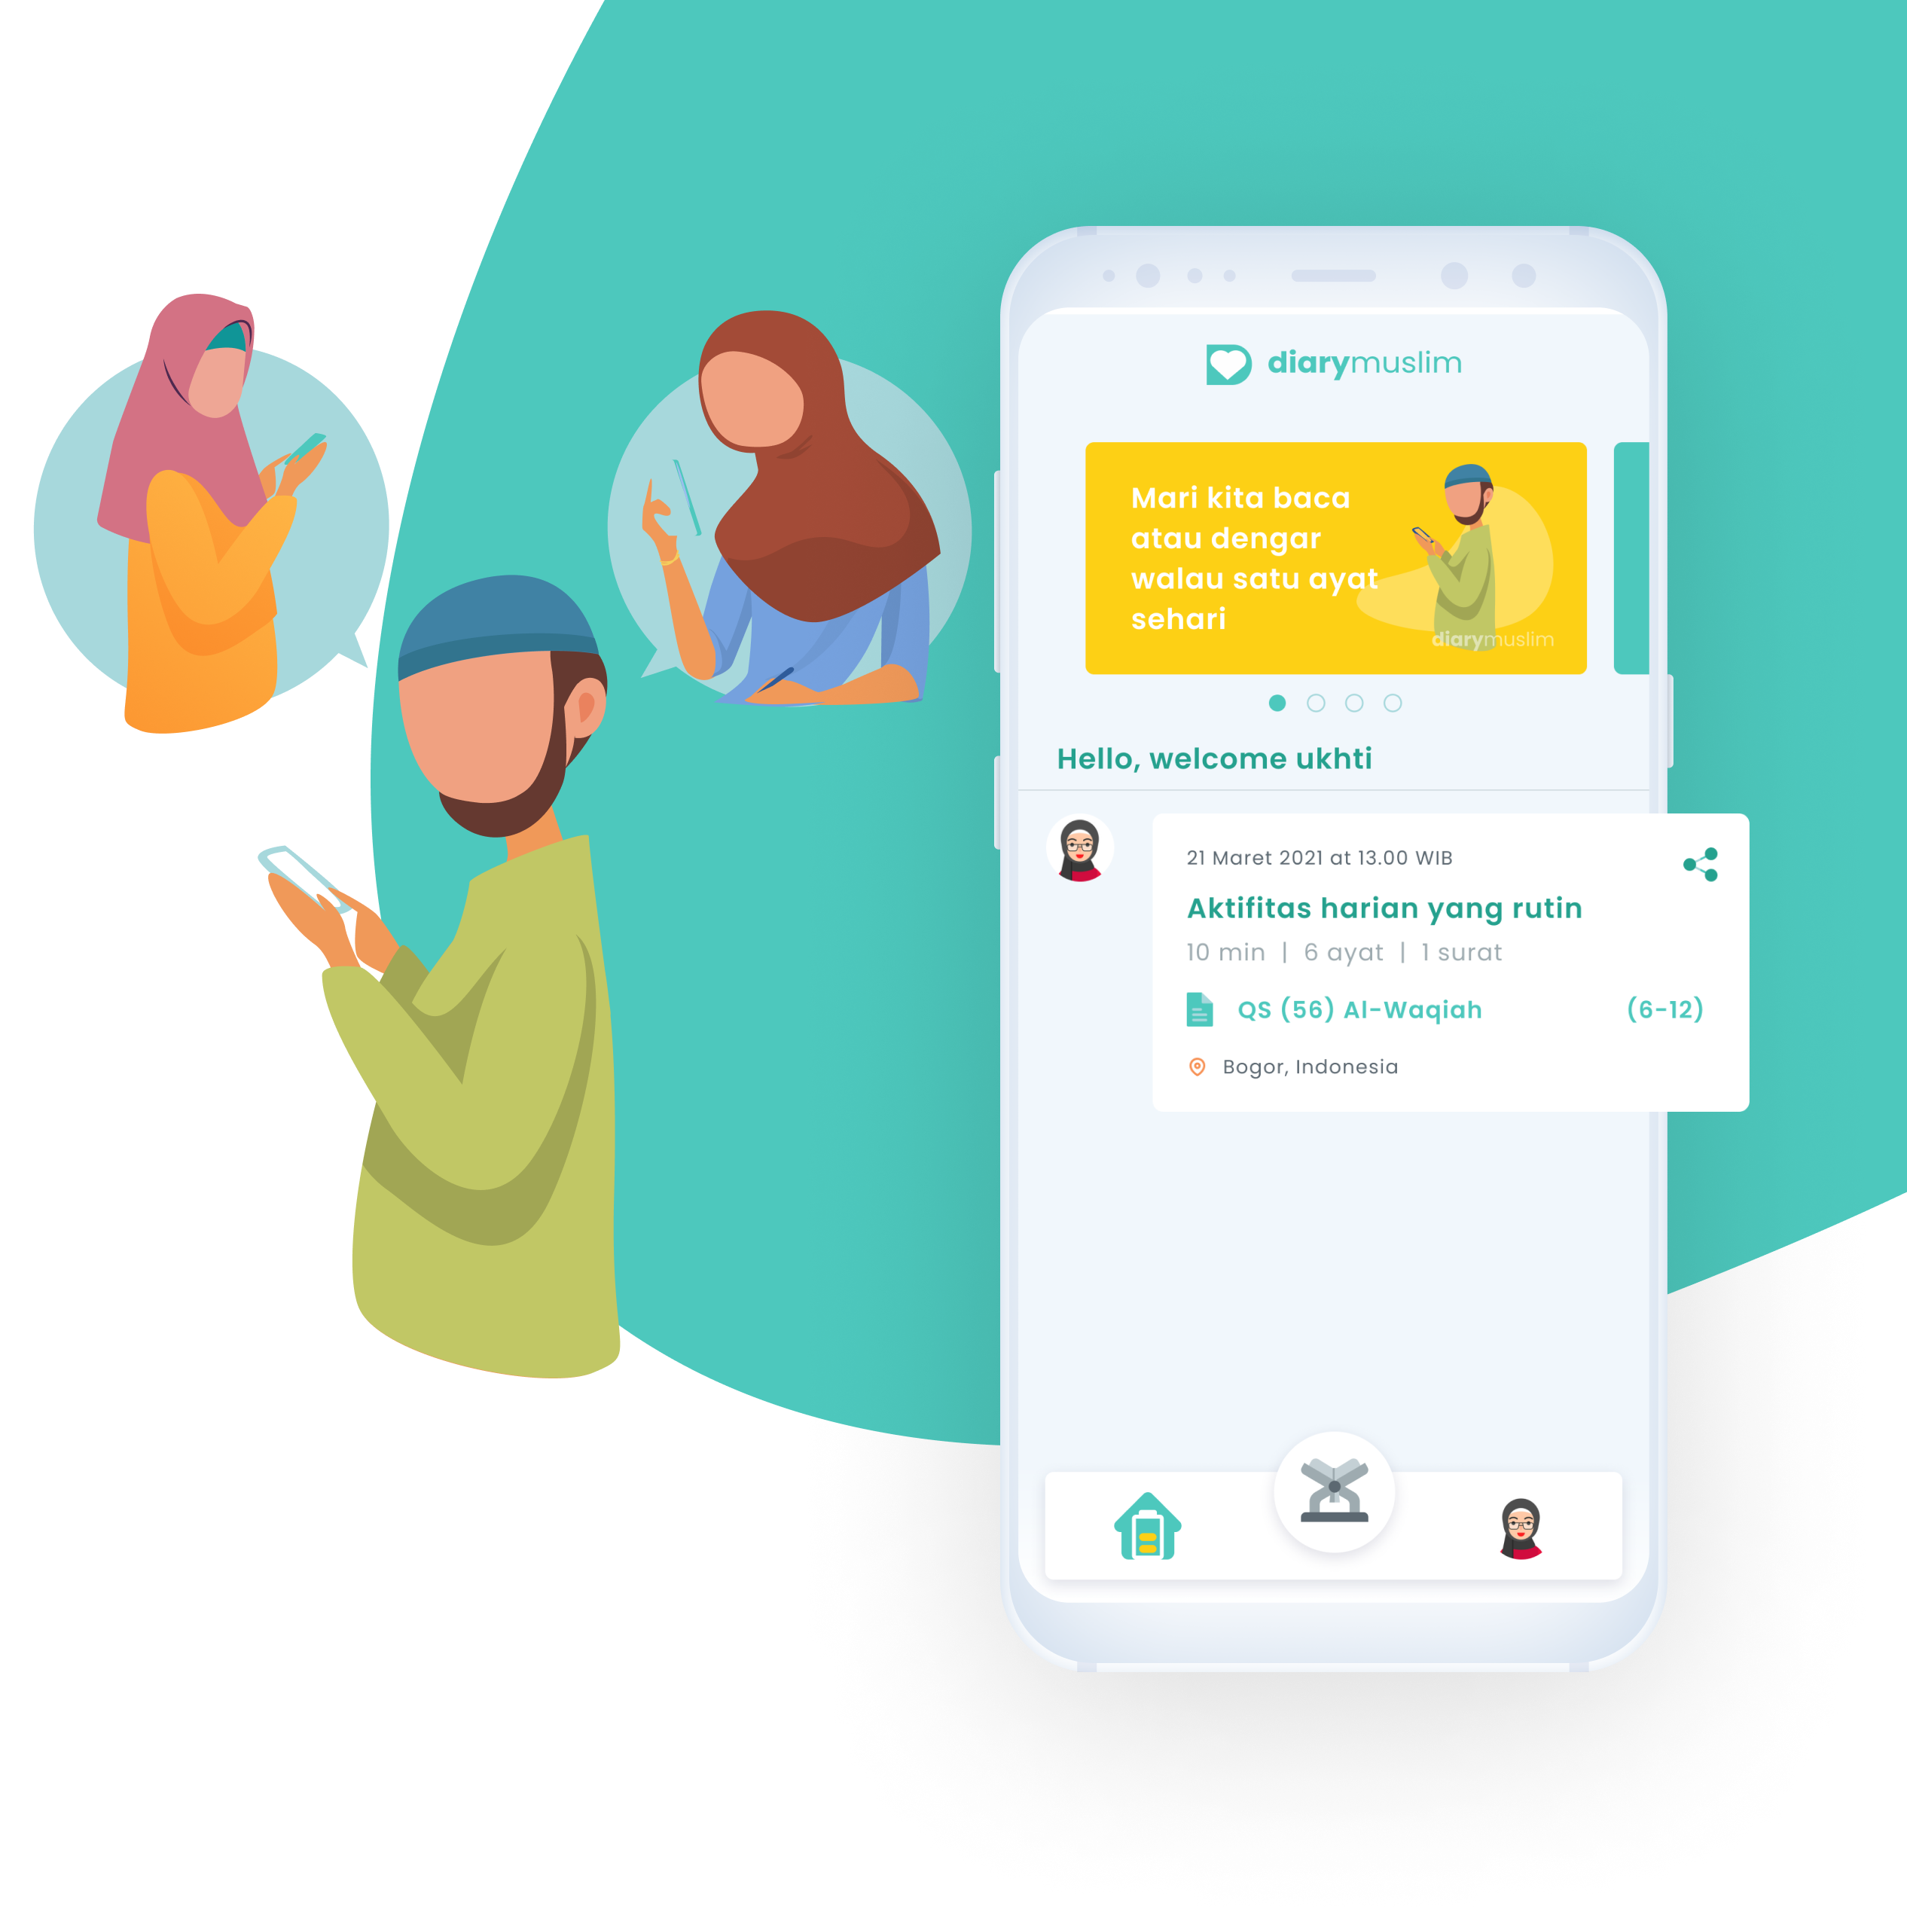 diarymuslim
Mari kita baca
atau dengar
walau satu ayat
sehari
diarymuslim
Hello, welcome ukhti
21 Maret 2021 at 13.00 WIB
Aktifitas harian yang rutin
10 min | 6 ayat | 1 surat
QS (56) Al-Waqiah (6-12)
Bogor, Indonesia